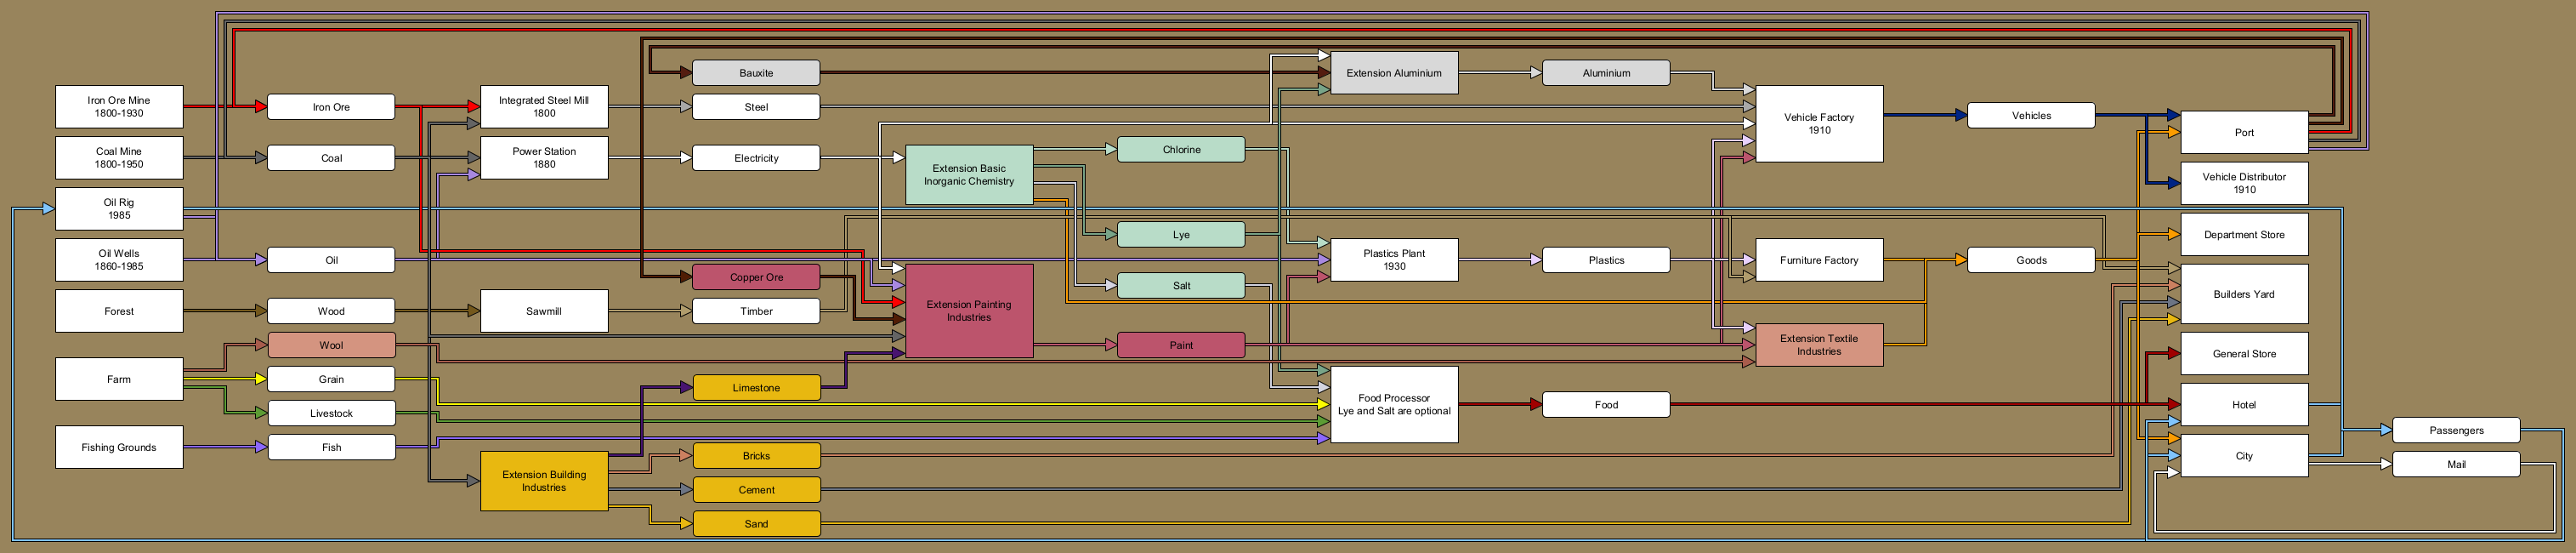 Iron Ore Mine
1800-1930
Coal Mine
1800-1950
Oil Rig
1985
Oil Wells
1860-1985
Forest
Farm
Fishing Grounds
Iron Ore
Coal
Oil
Wood
Wool
Grain
Livestock
Fish
Integrated Steel Mill
1800
Power Station
1880
Sawmill
Extension Building
Industries
Bauxite
Steel
Electricity
Copper Ore
Timber
Limestone
Bricks
Cement
Sand
Extension Basic
Inorganic Chemistry
Extension Painting
Industries
Chlorine
Lye
Salt
Paint
Extension Aluminium
Plastics Plant
1930
Food Processor
Lye and Salt are optional
Aluminium
Plastics
Food
Vehicle Factory
1910
Furniture Factory
Extension Textile
Industries
Vehicles
Goods
Port
Vehicle Distributor
1910
Department Store
Builders Yard
General Store
Hotel
City
Passengers
Mail